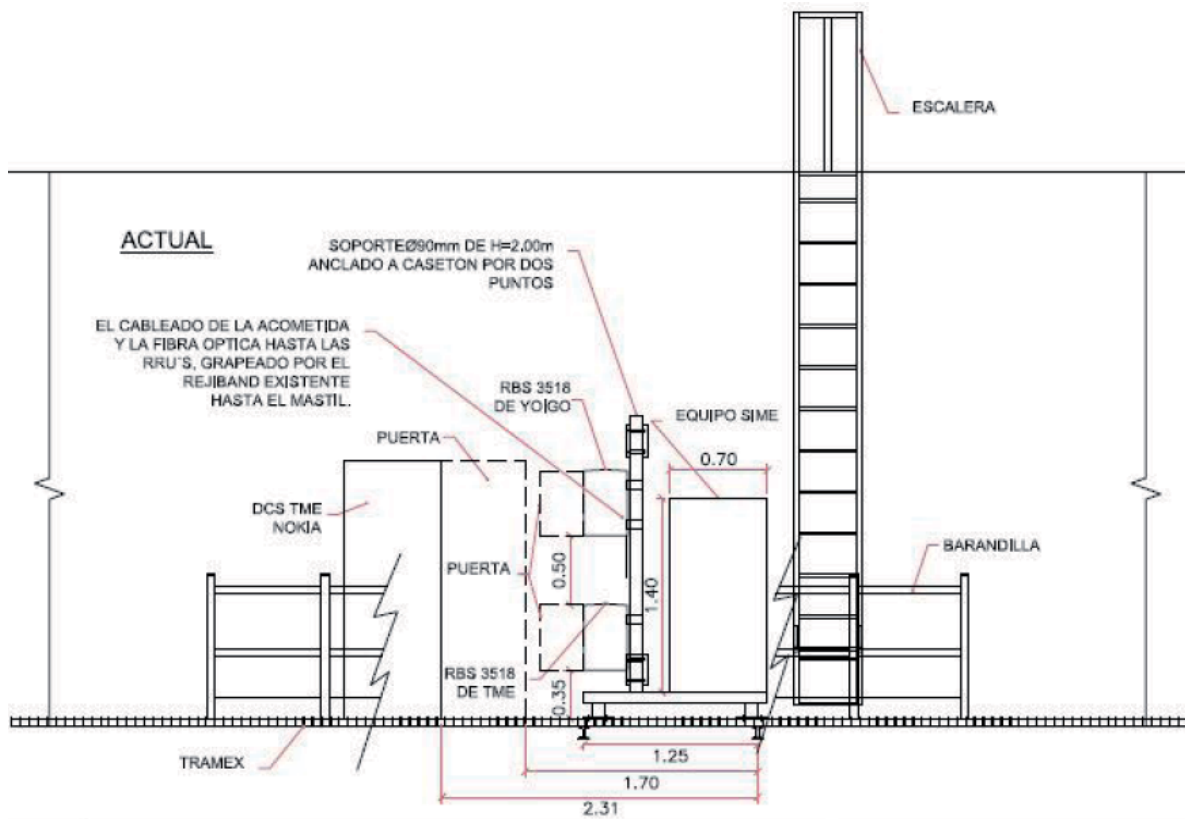 ESCALERA
ACTUAL
SOPORTEØ90mm DE H=2.00m
ANCLADO A CASETON POR DOS
PUNTOS
EL CABLEADO DE LA ACOMETIDA
Y LA FIBRA OPTICA HASTA LAS
RRU´S, GRAPEADO POR EL
REJIBAND EXISTENTE
HASTA EL MASTIL.
RBS 3518
DE YOIGO
EQUIPO SIME
PUERTA
0.70
DCS TME
NOKIA
PUERTA
0.50
1.40
BARANDILLA
RBS 3518
DE TME
0.35
TRAMEX
1.25
1.70
2.31